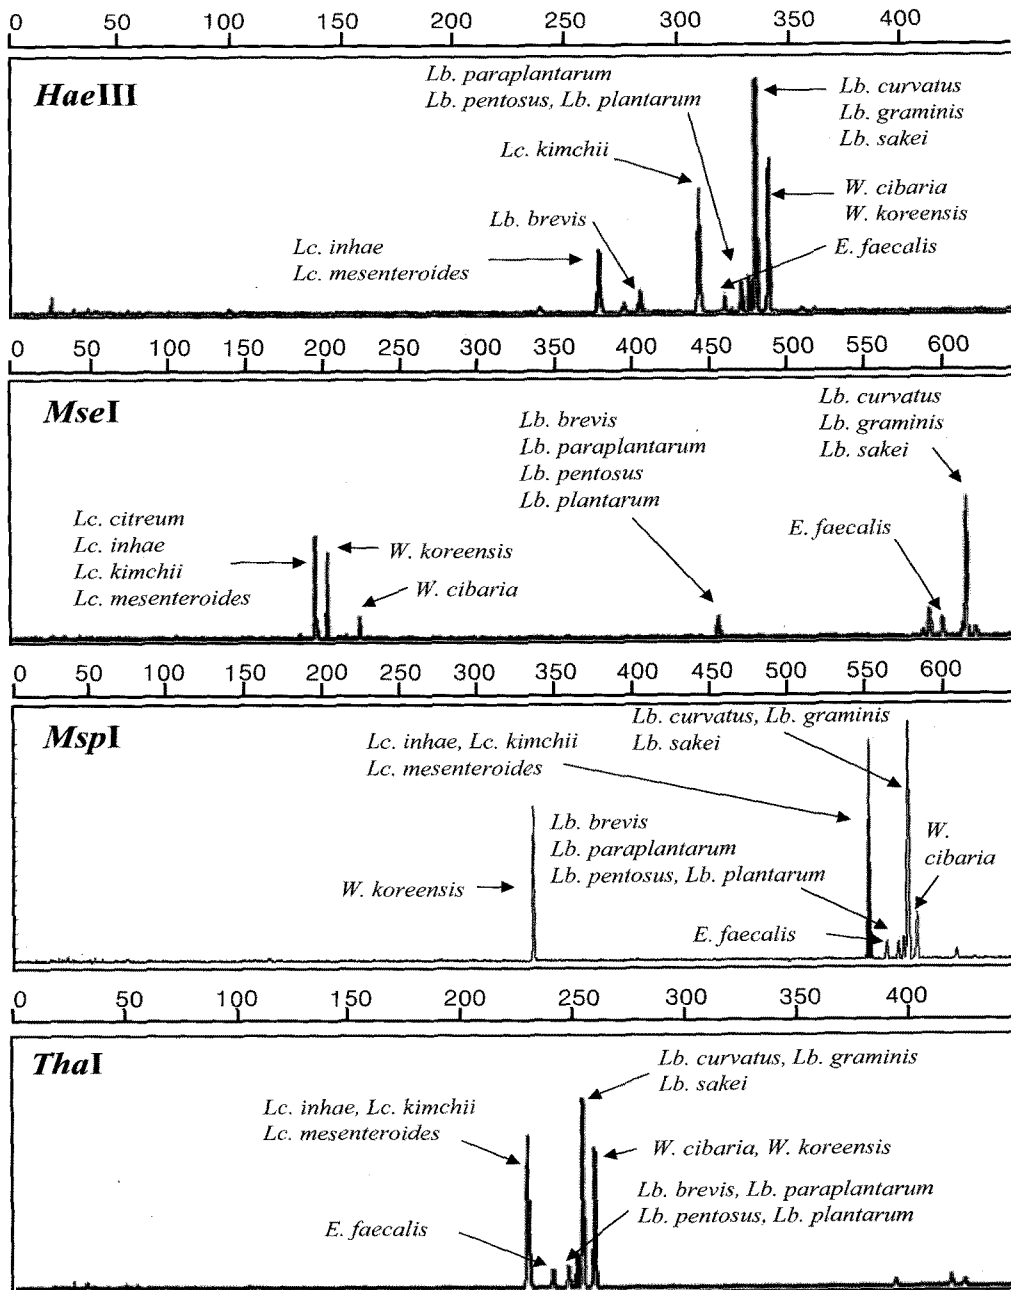 0 50 100 150 200 250 300 350 400
HaeIII
Lb. paraplantarum
Lb. pentosus, Lb. plantarum
Lb. curvatus
Lb. graminis
Lb. sakei
Lc. kimchii
W. cibaria
W. koreensis
Lb. brevis
E. faecalis
Lc. inhae
Lc. mesenteroides
0 50 100 150 200 250 300 350 400 450 500 550 600
MseI
Lb. curvatus
Lb. graminis
Lb. sakei
Lb. brevis
Lb. paraplantarum
Lb. pentosus
Lb. plantarum
Lc. citreum
Lc. inhae
Lc. kimchii
Lc. mesenteroides
W. koreensis
W. cibaria
E. faecalis
0 50 100 150 200 250 300 350 400 450 500 550 600
MspI
Lb. curvatus, Lb. graminis
Lb. sakei
Lc. inhae, Lc. kimchii
Lc. mesenteroides
Lb. brevis
Lb. paraplantarum
Lb. pentosus, Lb. plantarum
W.
cibaria
W. koreensis
E. faecalis
0 50 100 150 200 250 300 350 400
ThaI
Lb. curvatus, Lb. graminis
Lb. sakei
Lc. inhae, Lc. kimchii
Lc. mesenteroides
W. cibaria, W. koreensis
Lb. brevis, Lb. paraplantarum
Lb. pentosus, Lb. plantarum
E. faecalis